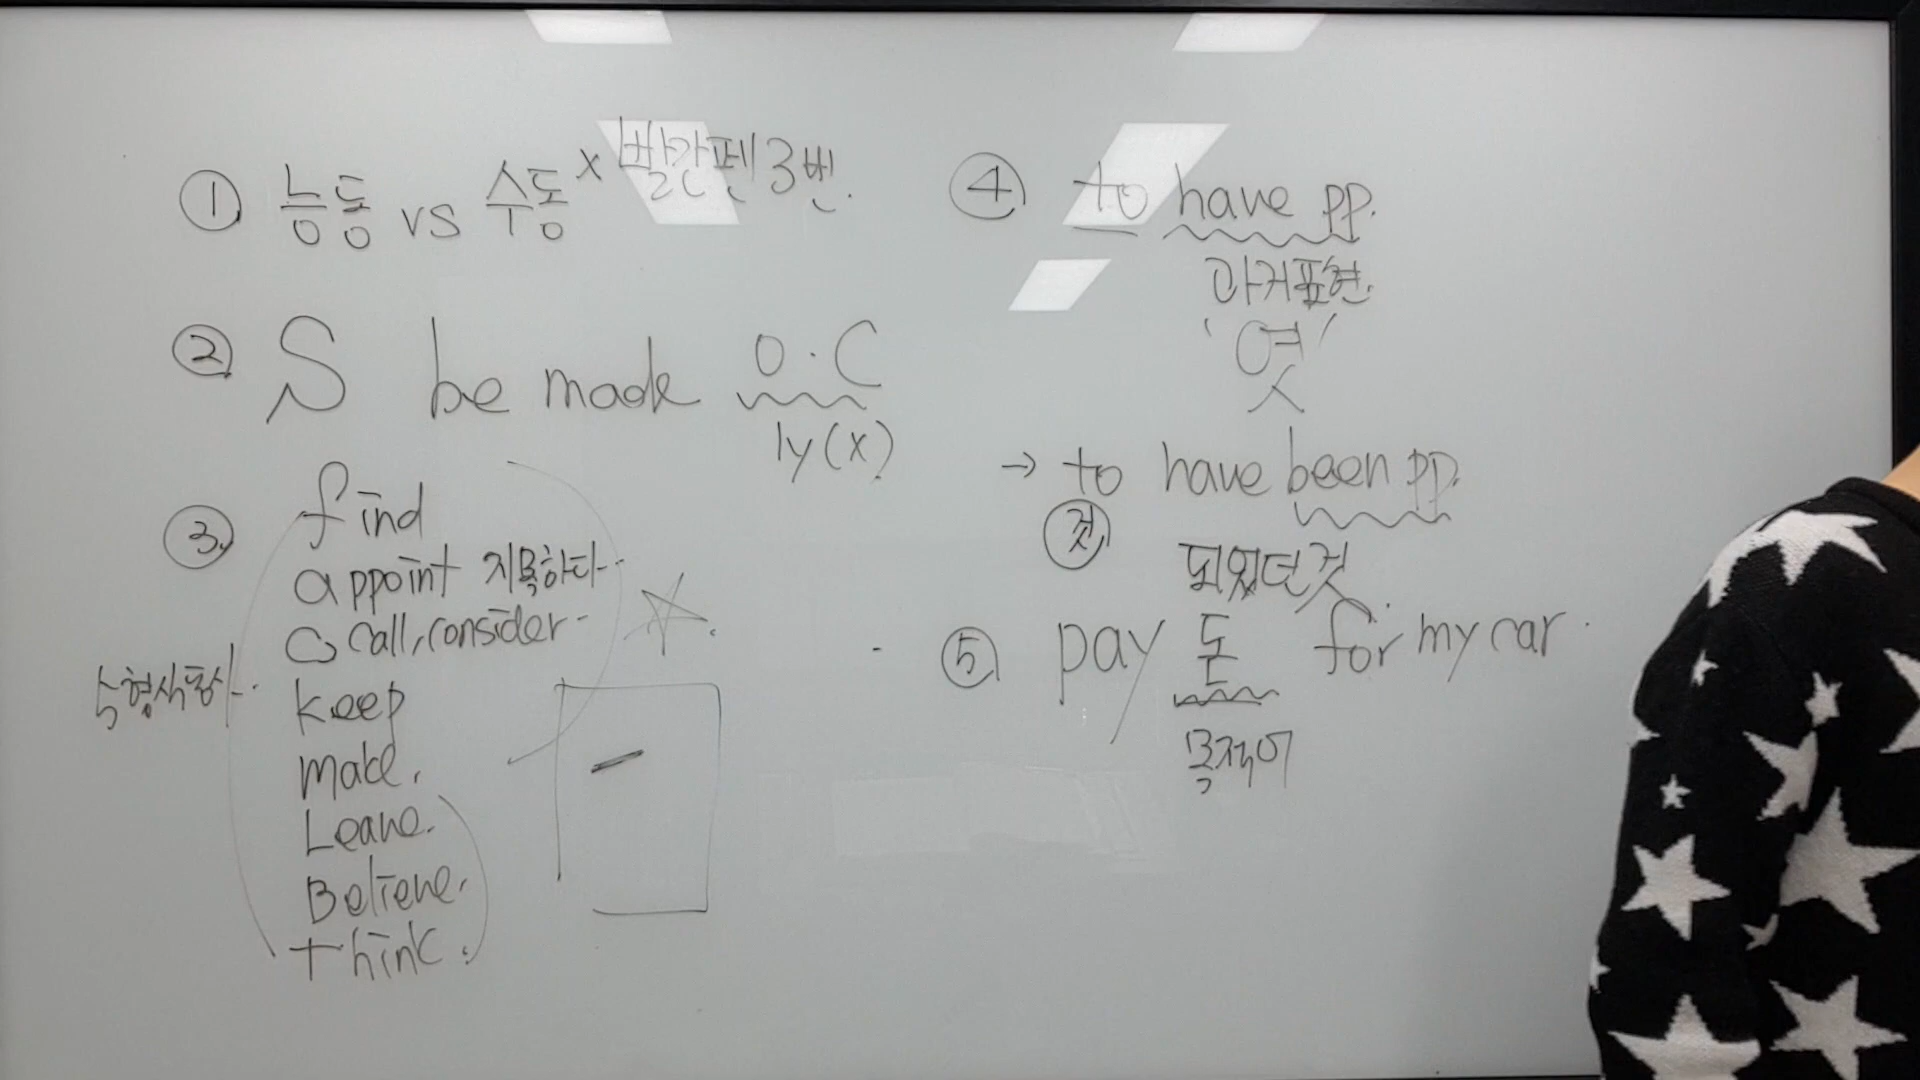 ① 능동 vs 수동 x 빨간펜 3번.
② S be made O.C
ly(x)
③ find
appoint 지목하다.
call, consider
5형식동사.
keep
make.
Leave.
Believe.
think.
④ to have pp.
과거표현.
'엿'
→ to have been pp.
것
되었던 것
⑤ pay 돈 for my car.
목적어